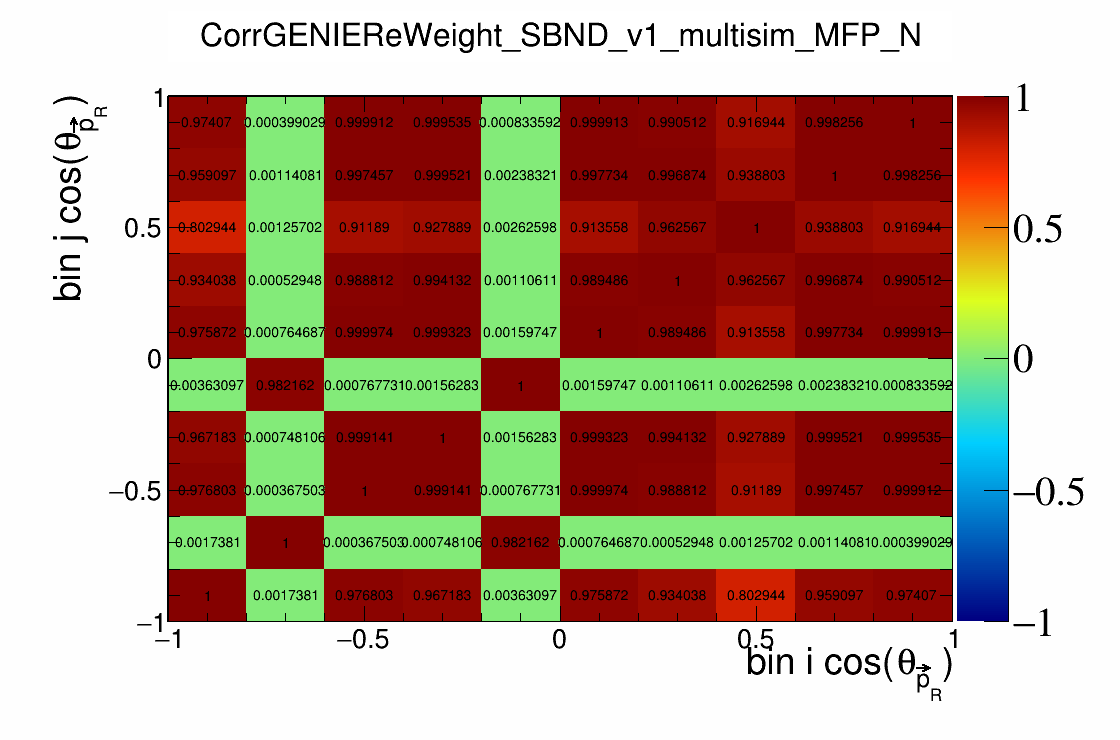 CorrGENIEReWeight_SBND_v1_multisim_MFP_N
bin j cos(θ_p⃗_R)
1
0.5
0
−0.5
−1
0.97407 0.000399029 0.999912 0.999535 0.000833592 0.999913 0.990512 0.916944 0.998256 1
0.959097 0.00114081 0.997457 0.999521 0.00238321 0.997734 0.996874 0.938803 1 0.998256
0.802944 0.00125702 0.91189 0.927889 0.00262598 0.913558 0.962567 1 0.938803 0.916944
0.934038 0.00052948 0.988812 0.994132 0.00110611 0.989486 1 0.962567 0.996874 0.990512
0.975872 0.000764687 0.999974 0.999323 0.00159747 1 0.989486 0.913558 0.997734 0.999913
0.00363097 0.982162 0.000767731 0.00156283 1 0.00159747 0.00110611 0.00262598 0.00238321 0.000833592
0.967183 0.000748106 0.999141 1 0.00156283 0.999323 0.994132 0.927889 0.999521 0.999535
0.976803 0.000367503 1 0.999141 0.000767731 0.999974 0.988812 0.91189 0.997457 0.999912
0.0017381 1 0.000367503 0.000748106 0.982162 0.000764687 0.00052948 0.00125702 0.00114081 0.000399029
1 0.0017381 0.976803 0.967183 0.00363097 0.975872 0.934038 0.802944 0.959097 0.97407
−1 −0.5 0 0.5 1
bin i cos(θ_p⃗_R)
1
0.5
0
−0.5
−1